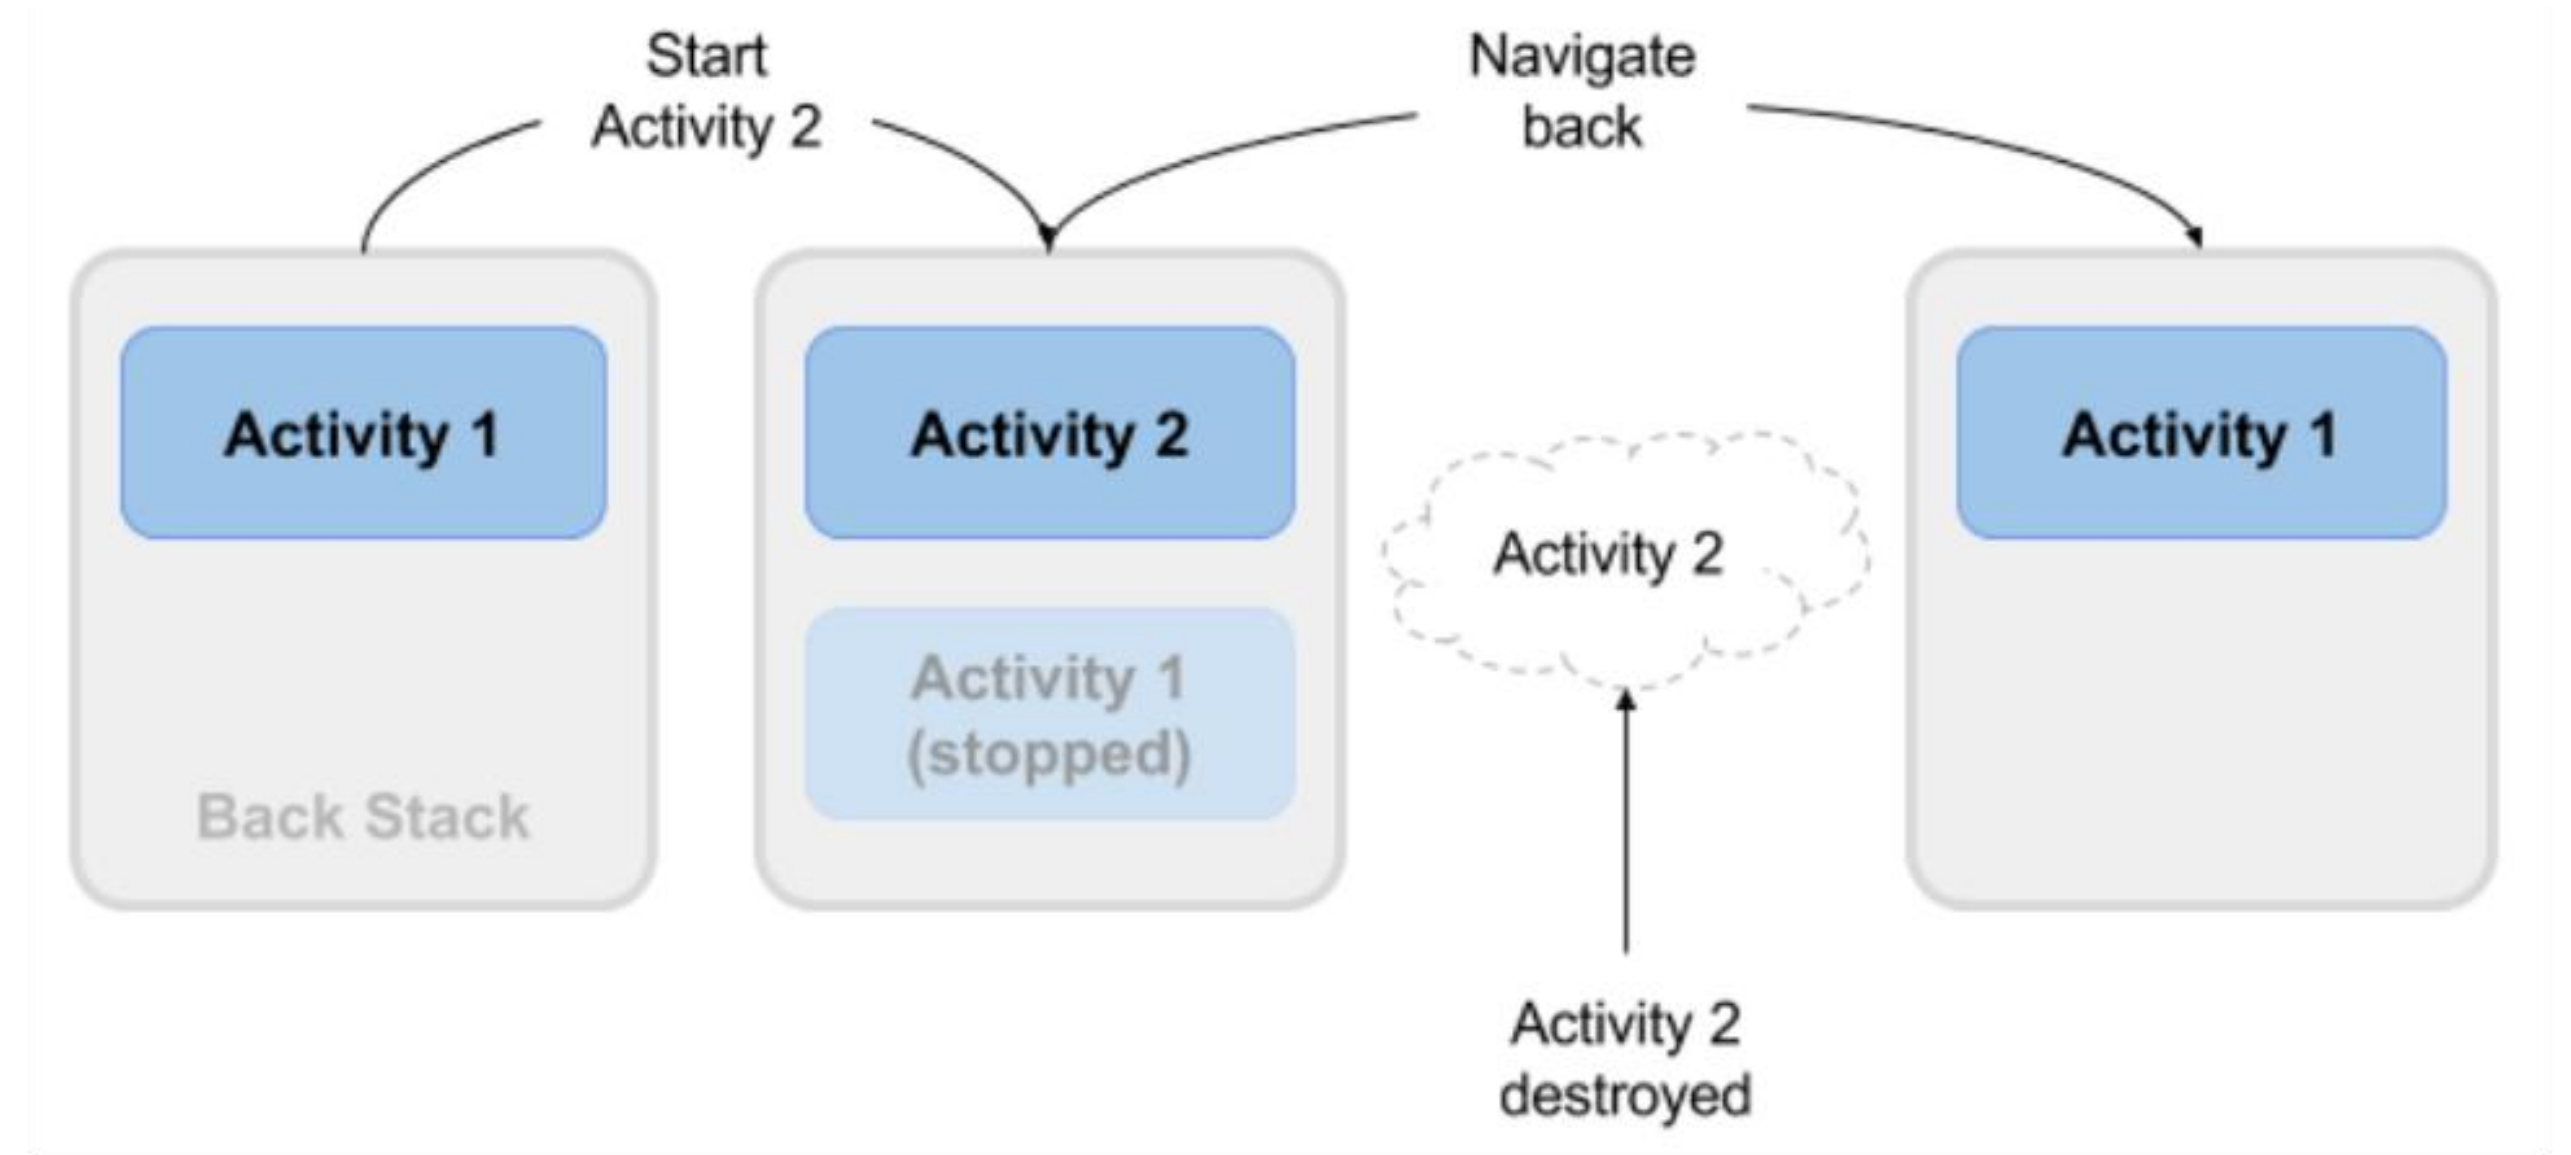 Start
Activity 2
Navigate
back
Activity 1
Back Stack
Activity 2
Activity 1
(stopped)
Activity 2
Activity 2
destroyed
Activity 1